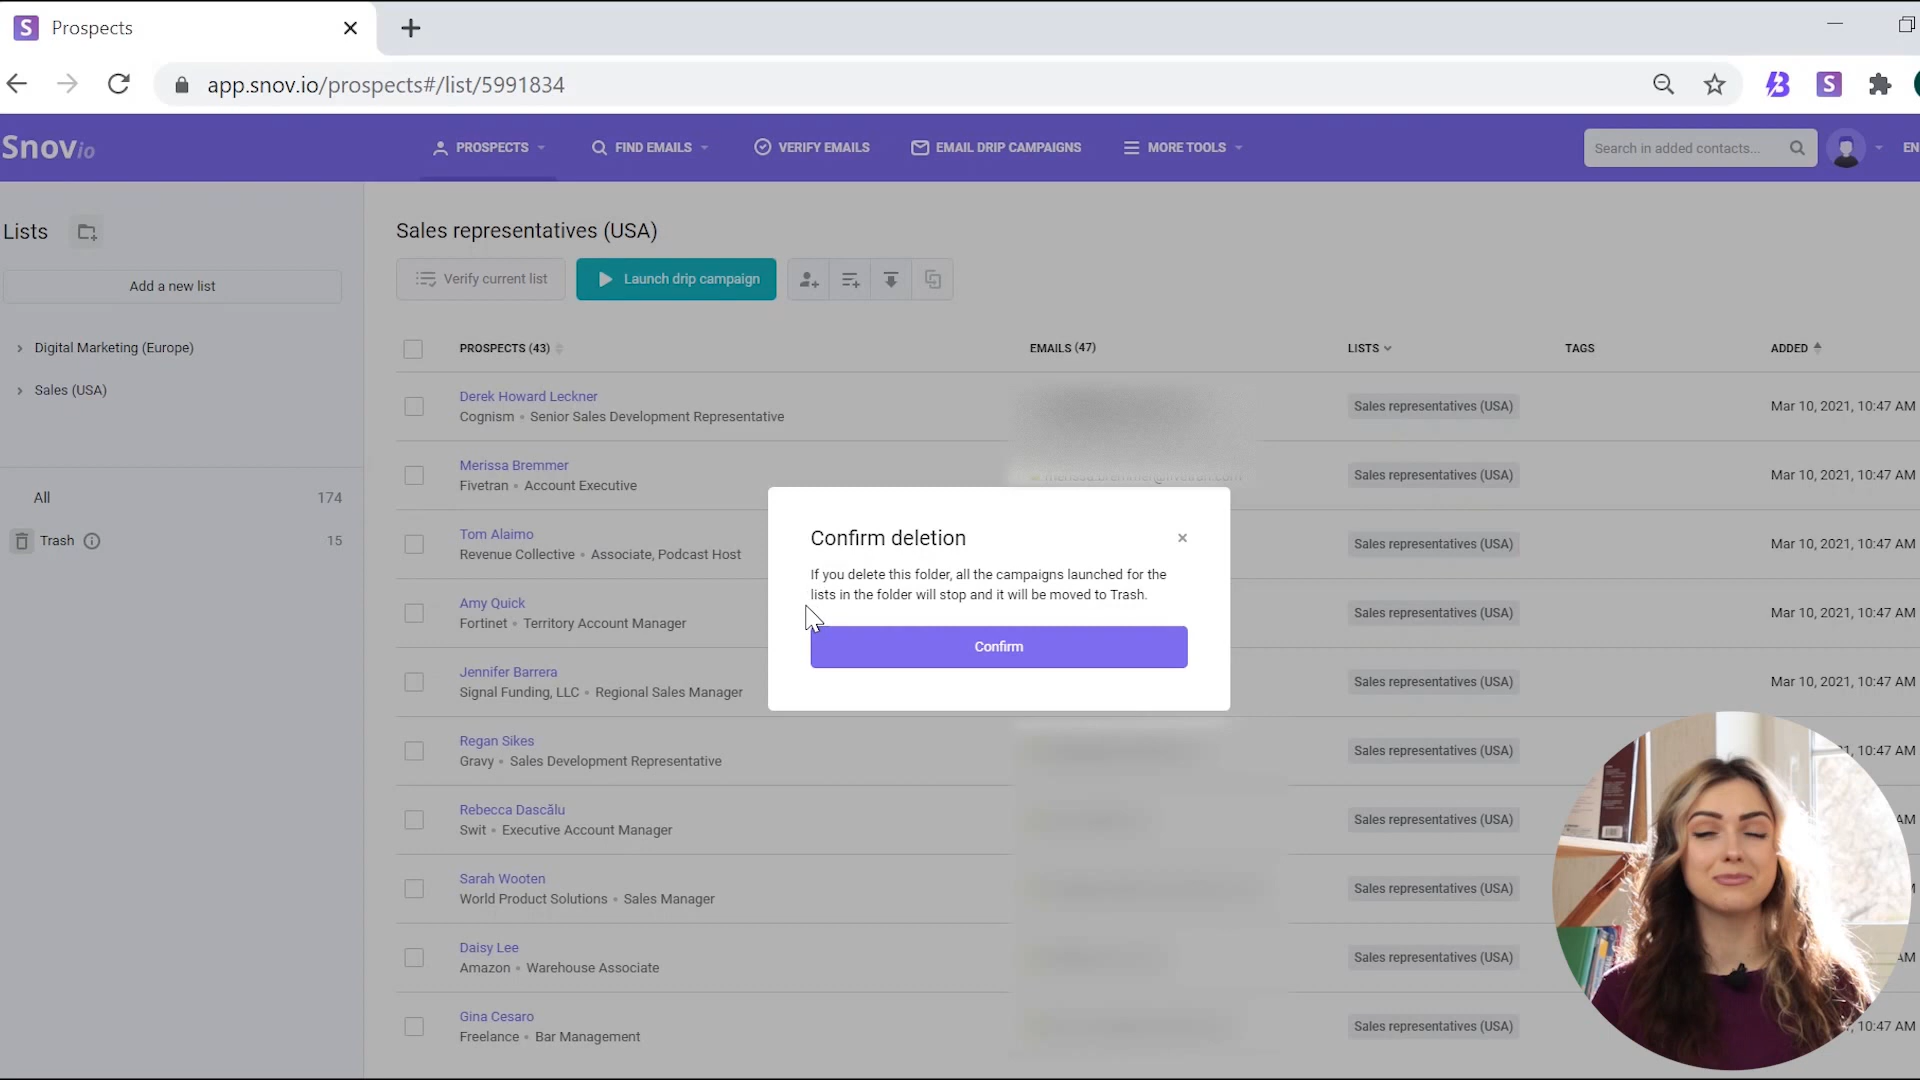 S Prospects
app.snov.io/prospects#/list/5991834
Snovio
PROSPECTS
FIND EMAILS
VERIFY EMAILS
EMAIL DRIP CAMPAIGNS
MORE TOOLS
Search in added contacts...
EN
Lists
Add a new list
Digital Marketing (Europe)
Sales (USA)
All 174
Trash 15
Sales representatives (USA)
Verify current list
Launch drip campaign
PROSPECTS (43) EMAILS (47) LISTS TAGS ADDED
Derek Howard Leckner
Cognism • Senior Sales Development Representative
Sales representatives (USA)
Mar 10, 2021, 10:47 AM
Merissa Bremmer
Fivetran • Account Executive
Sales representatives (USA)
Mar 10, 2021, 10:47 AM
Tom Alaimo
Revenue Collective • Associate, Podcast Host
Sales representatives (USA)
Mar 10, 2021, 10:47 AM
Amy Quick
Fortinet • Territory Account Manager
Sales representatives (USA)
Mar 10, 2021, 10:47 AM
Jennifer Barrera
Signal Funding, LLC • Regional Sales Manager
Sales representatives (USA)
Mar 10, 2021, 10:47 AM
Regan Sikes
Gravy • Sales Development Representative
Sales representatives (USA)
10:47 AM
Rebecca Dascălu
Swit • Executive Account Manager
Sales representatives (USA)
AM
Sarah Wooten
World Product Solutions • Sales Manager
Sales representatives (USA)
Daisy Lee
Amazon • Warehouse Associate
Sales representatives (USA)
AM
Gina Cesaro
Freelance • Bar Management
Sales representatives (USA)
10:47 AM
Confirm deletion
If you delete this folder, all the campaigns launched for the
lists in the folder will stop and it will be moved to Trash.
Confirm